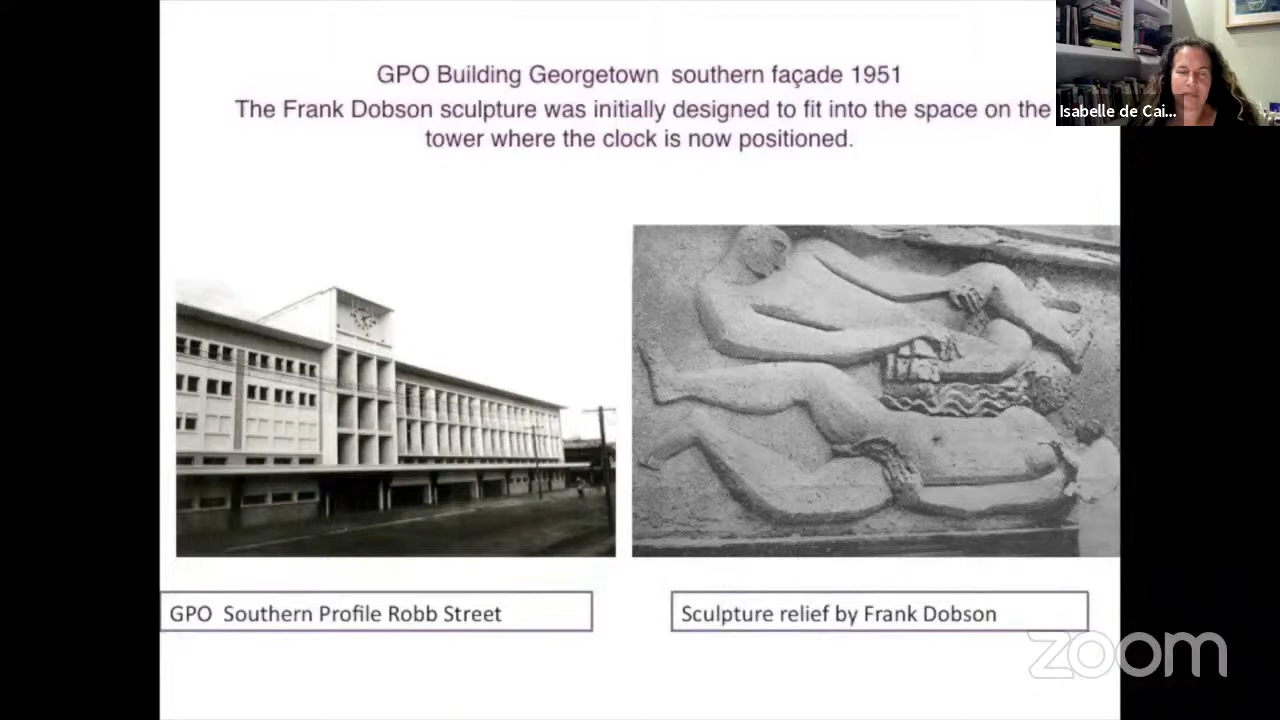 GPO Building Georgetown southern façade 1951
The Frank Dobson sculpture was initially designed to fit into the space on the
tower where the clock is now positioned.
Isabelle de Cai...
GPO Southern Profile Robb Street
Sculpture relief by Frank Dobson
zoom